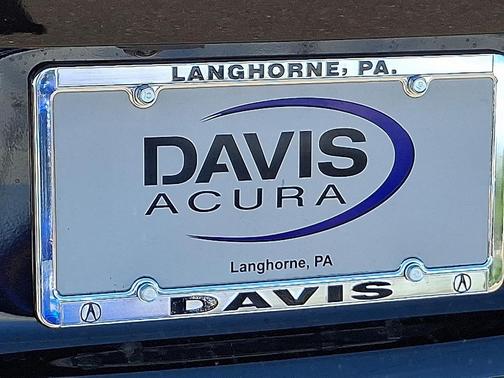 LANGHORNE, PA.
DAVIS
ACURA
Langhorne, PA
DAVIS